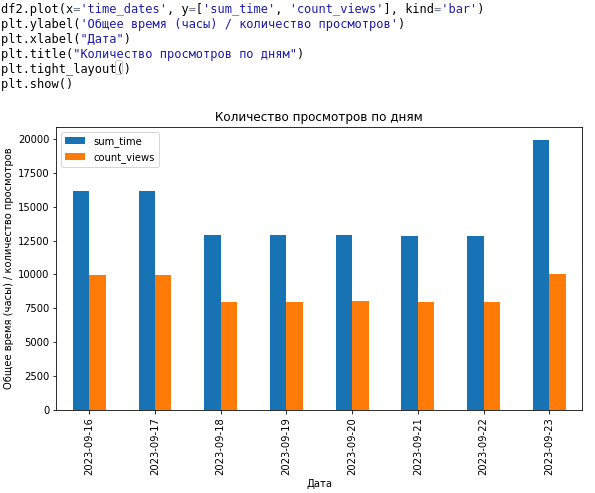 df2.plot(x='time_dates', y=['sum_time', 'count_views'], kind='bar')
plt.ylabel('Общее время (часы) / количество просмотров')
plt.xlabel("Дата")
plt.title("Количество просмотров по дням")
plt.tight_layout()
plt.show()
Количество просмотров по дням
sum_time
count_views
Общее время (часы) / количество просмотров
20000
17500
15000
12500
10000
7500
5000
2500
0
2023-09-16
2023-09-17
2023-09-18
2023-09-19
2023-09-20
2023-09-21
2023-09-22
2023-09-23
Дата